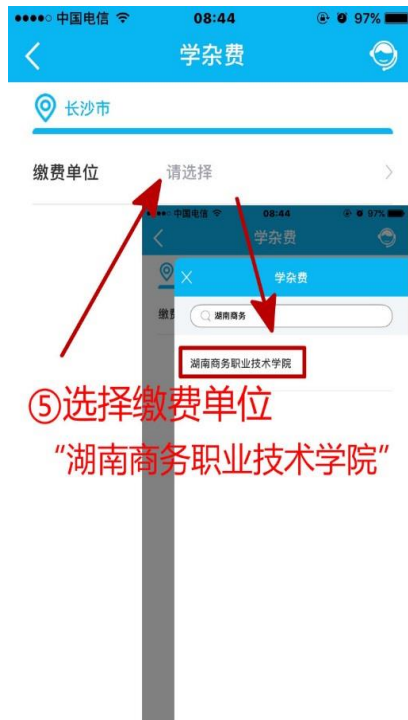 中国电信 08:44 97%
学杂费
长沙市
缴费单位 请选择
中国电信 08:44 97%
学杂费
学杂费
缴费
湖南商务
湖南商务职业技术学院
⑤选择缴费单位
“湖南商务职业技术学院”